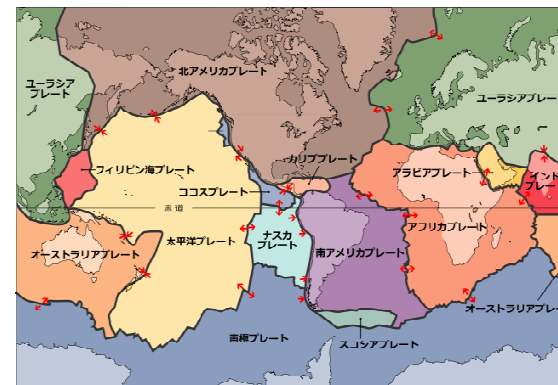 北アメリカプレート
ユーラシア
プレート
ユーラシアプレート
フィリピン海プレート
カリブプレート
アラビアプレート
インド
プレー
ココスプレート
赤道
太平洋プレート
ナスカ
プレート
南アメリカプレート
アフリカプレート
オーストラリアプレート
オーストラリアプレ
南極プレート
スコシアプレート